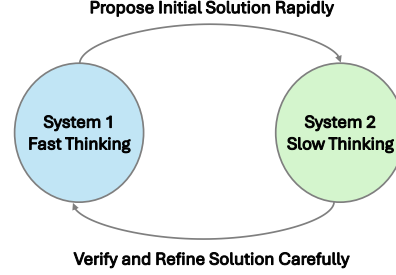 Propose Initial Solution Rapidly
System 1
Fast Thinking
System 2
Slow Thinking
Verify and Refine Solution Carefully